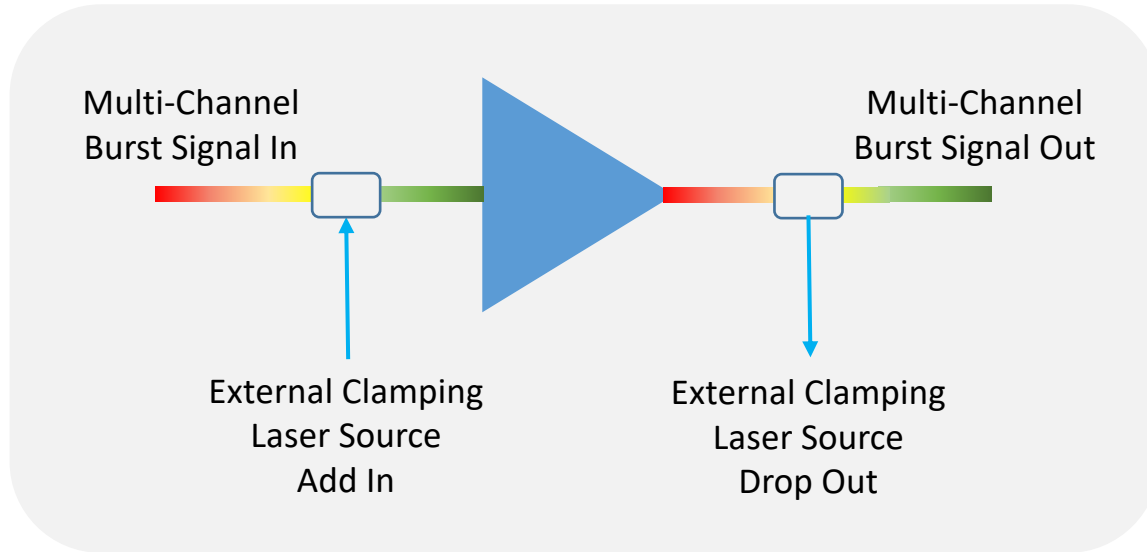 Multi-Channel
Burst Signal In
Multi-Channel
Burst Signal Out
External Clamping
Laser Source
Add In
External Clamping
Laser Source
Drop Out